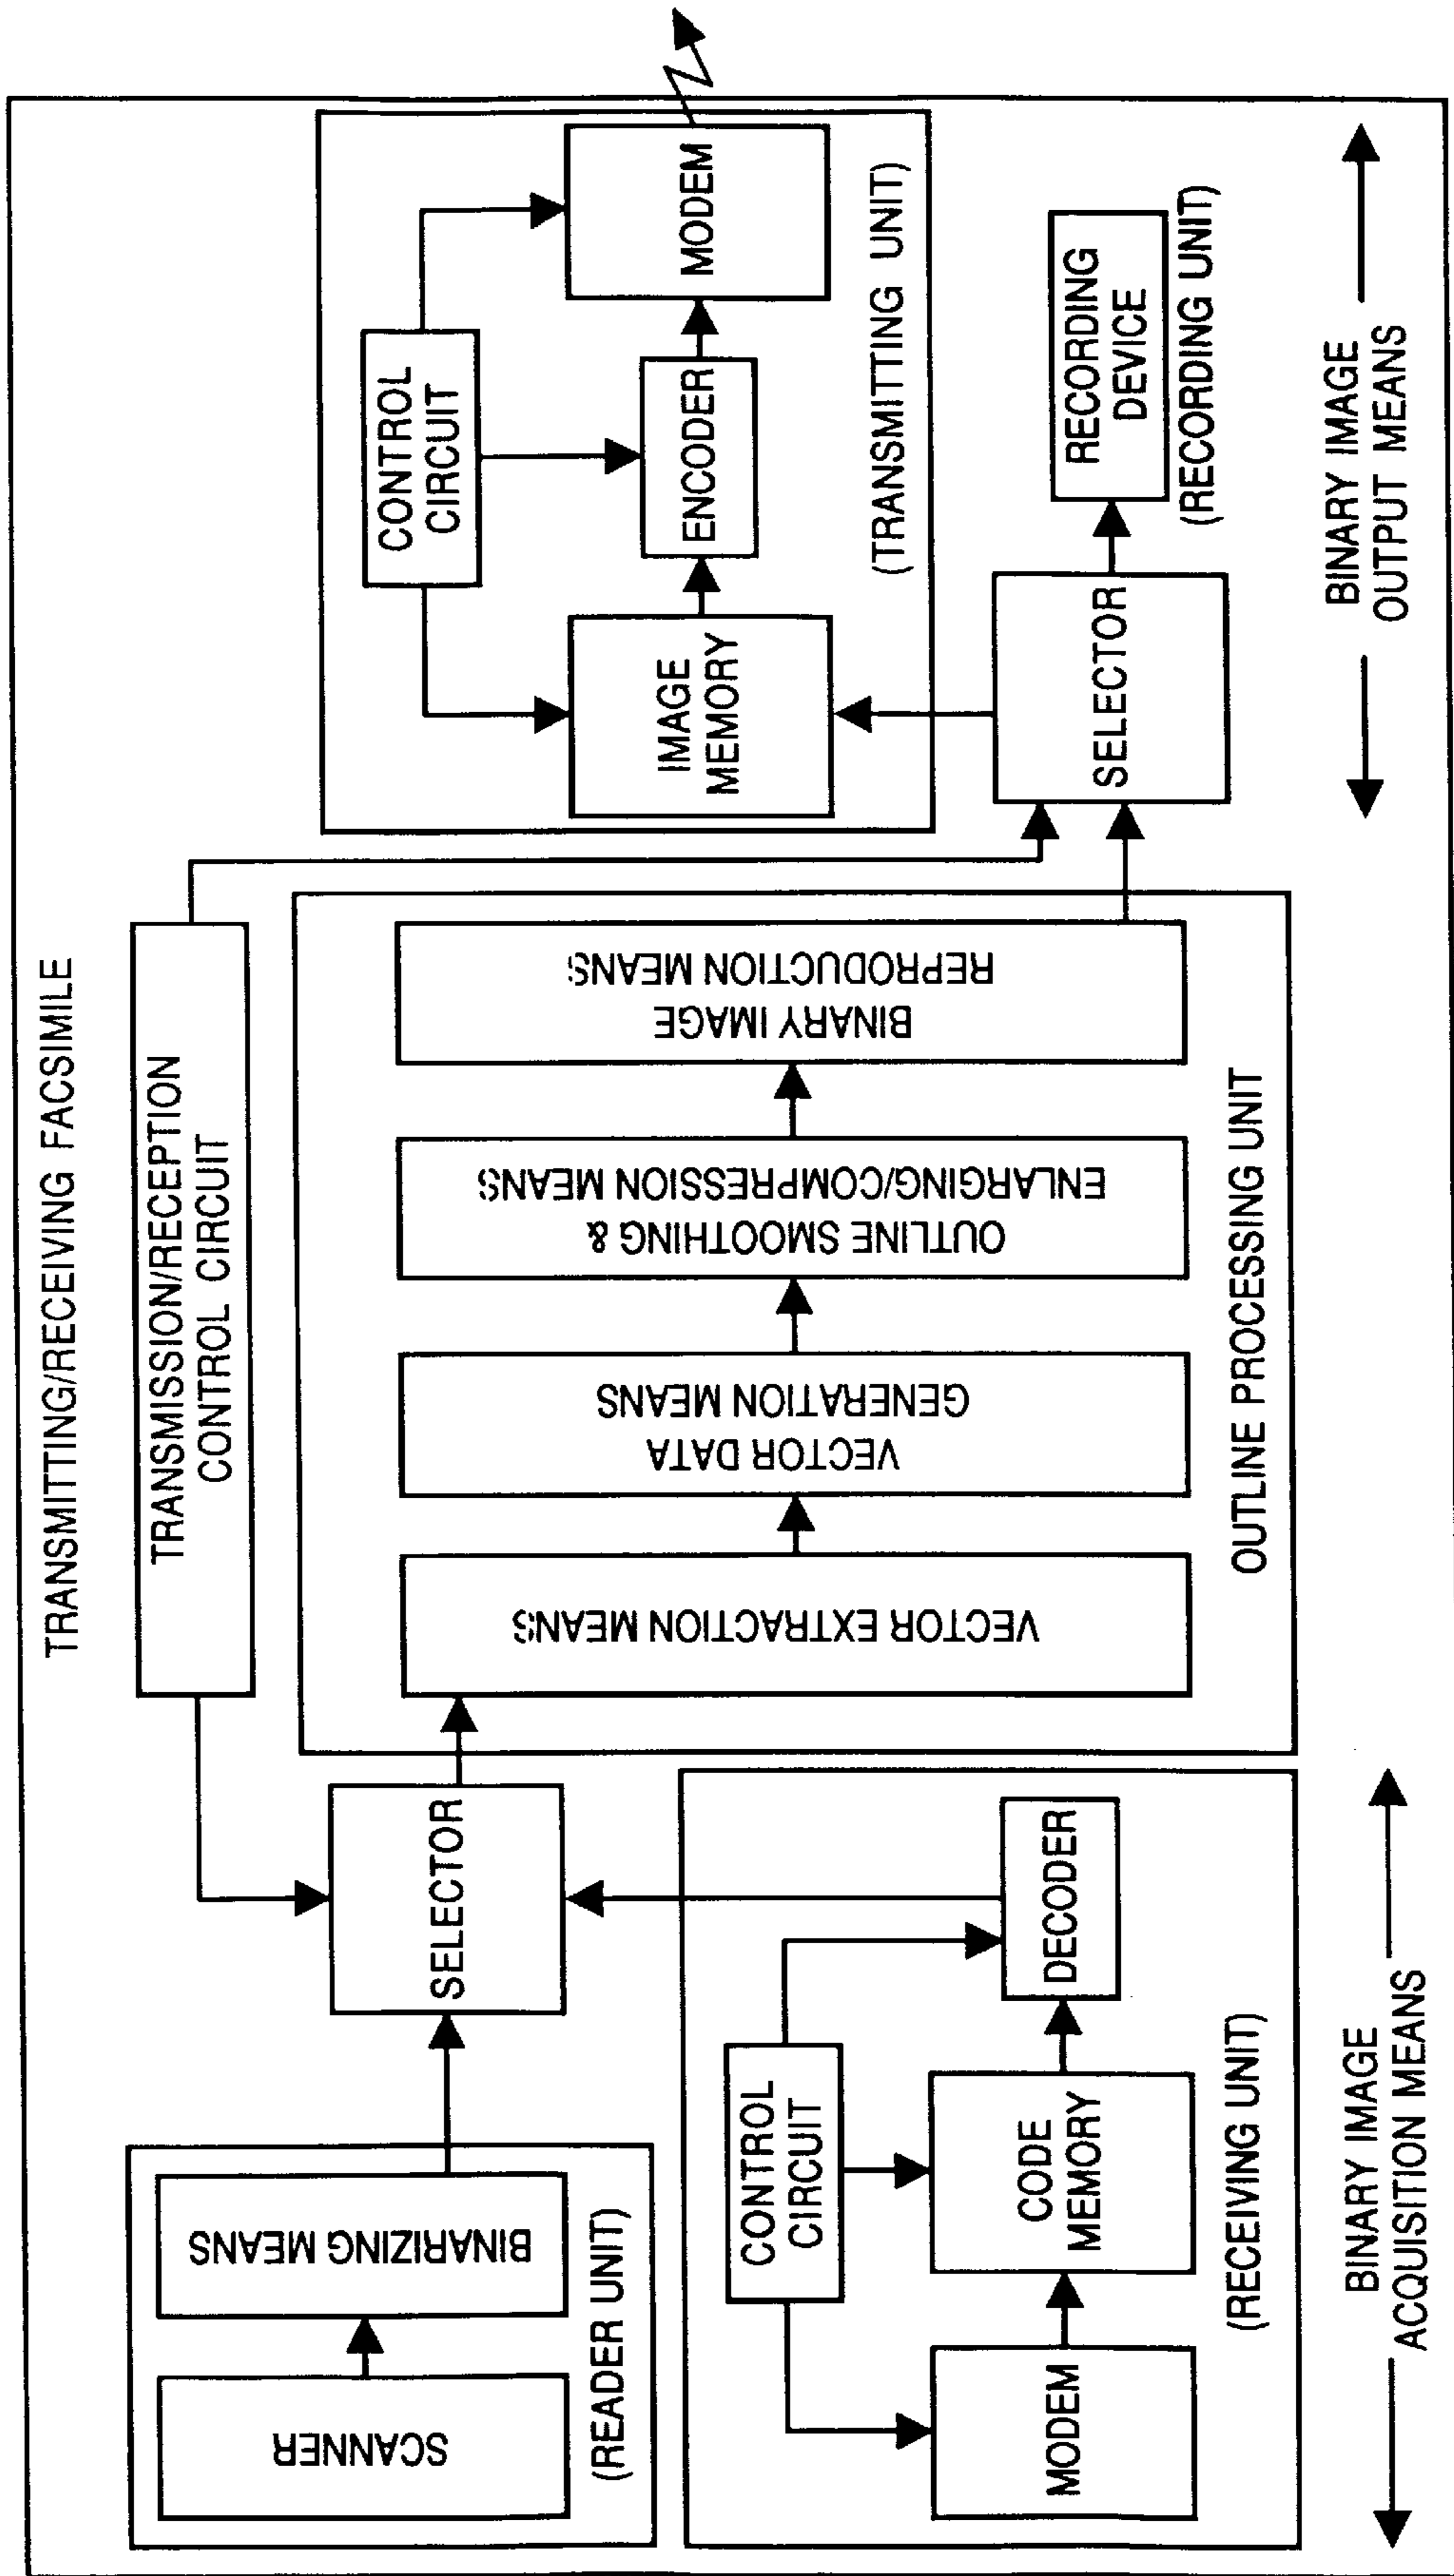 TRANSMITTING/RECEIVING FACSIMILE
TRANSMISSION/RECEPTION
CONTROL CIRCUIT
SCANNER
BINARIZING MEANS
(READER UNIT)
SELECTOR
CONTROL
CIRCUIT
MODEM
CODE
MEMORY
DECODER
(RECEIVING UNIT)
BINARY IMAGE
ACQUISITION MEANS
VECTOR EXTRACTION MEANS
VECTOR DATA
GENERATION MEANS
OUTLINE SMOOTHING &
ENLARGING/COMPRESSION MEANS
BINARY IMAGE
REPRODUCTION MEANS
OUTLINE PROCESSING UNIT
CONTROL
CIRCUIT
IMAGE
MEMORY
ENCODER
MODEM
(TRANSMITTING UNIT)
SELECTOR
RECORDING
DEVICE
(RECORDING UNIT)
BINARY IMAGE
OUTPUT MEANS